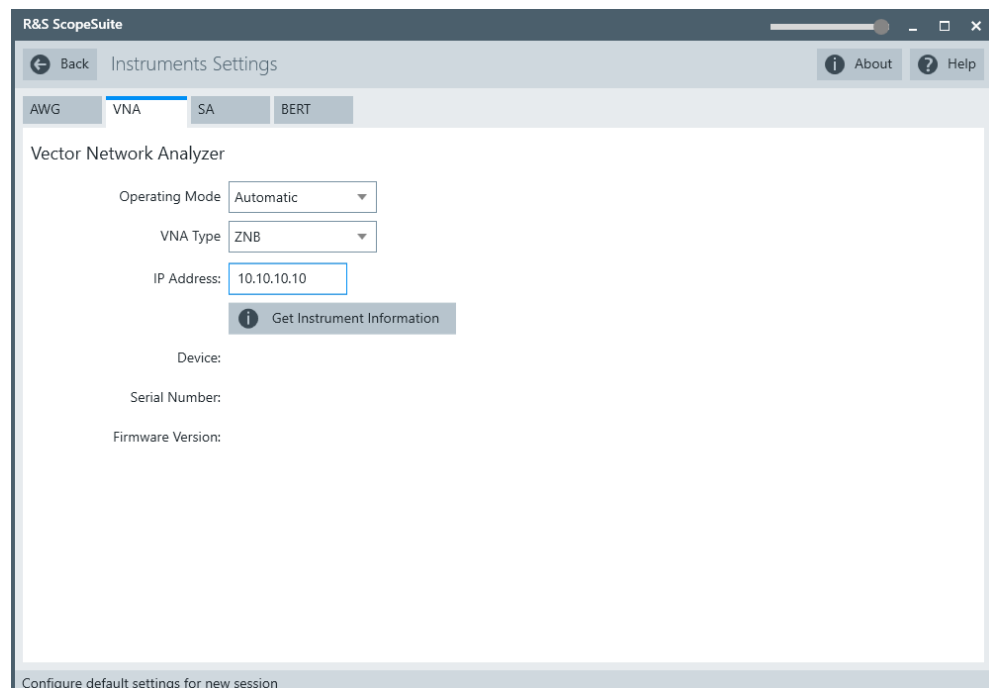 R&S ScopeSuite
Back Instruments Settings About Help
AWG VNA SA BERT
Vector Network Analyzer
Operating Mode Automatic
VNA Type ZNB
IP Address: 10.10.10.10
Get Instrument Information
Device:
Serial Number:
Firmware Version:
Configure default settings for new session